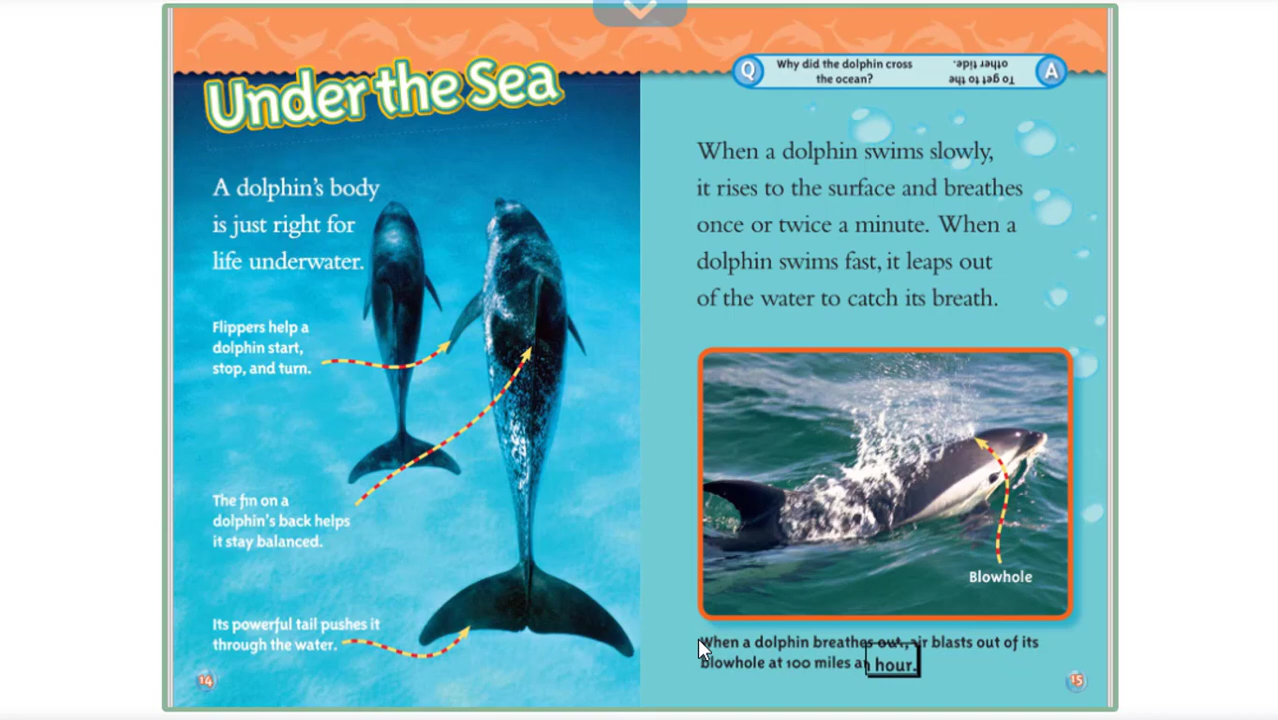 Under the Sea
A dolphin's body
is just right for
life underwater.
Flippers help a
dolphin start,
stop, and turn.
The fin on a
dolphin's back helps
it stay balanced.
Its powerful tail pushes it
through the water.
14
Q
Why did the dolphin cross
the ocean?
To get to the
other tide.
A
When a dolphin swims slowly,
it rises to the surface and breathes
once or twice a minute. When a
dolphin swims fast, it leaps out
of the water to catch its breath.
Blowhole
When a dolphin breathes out, air blasts out of its
blowhole at 100 miles an hour.
15